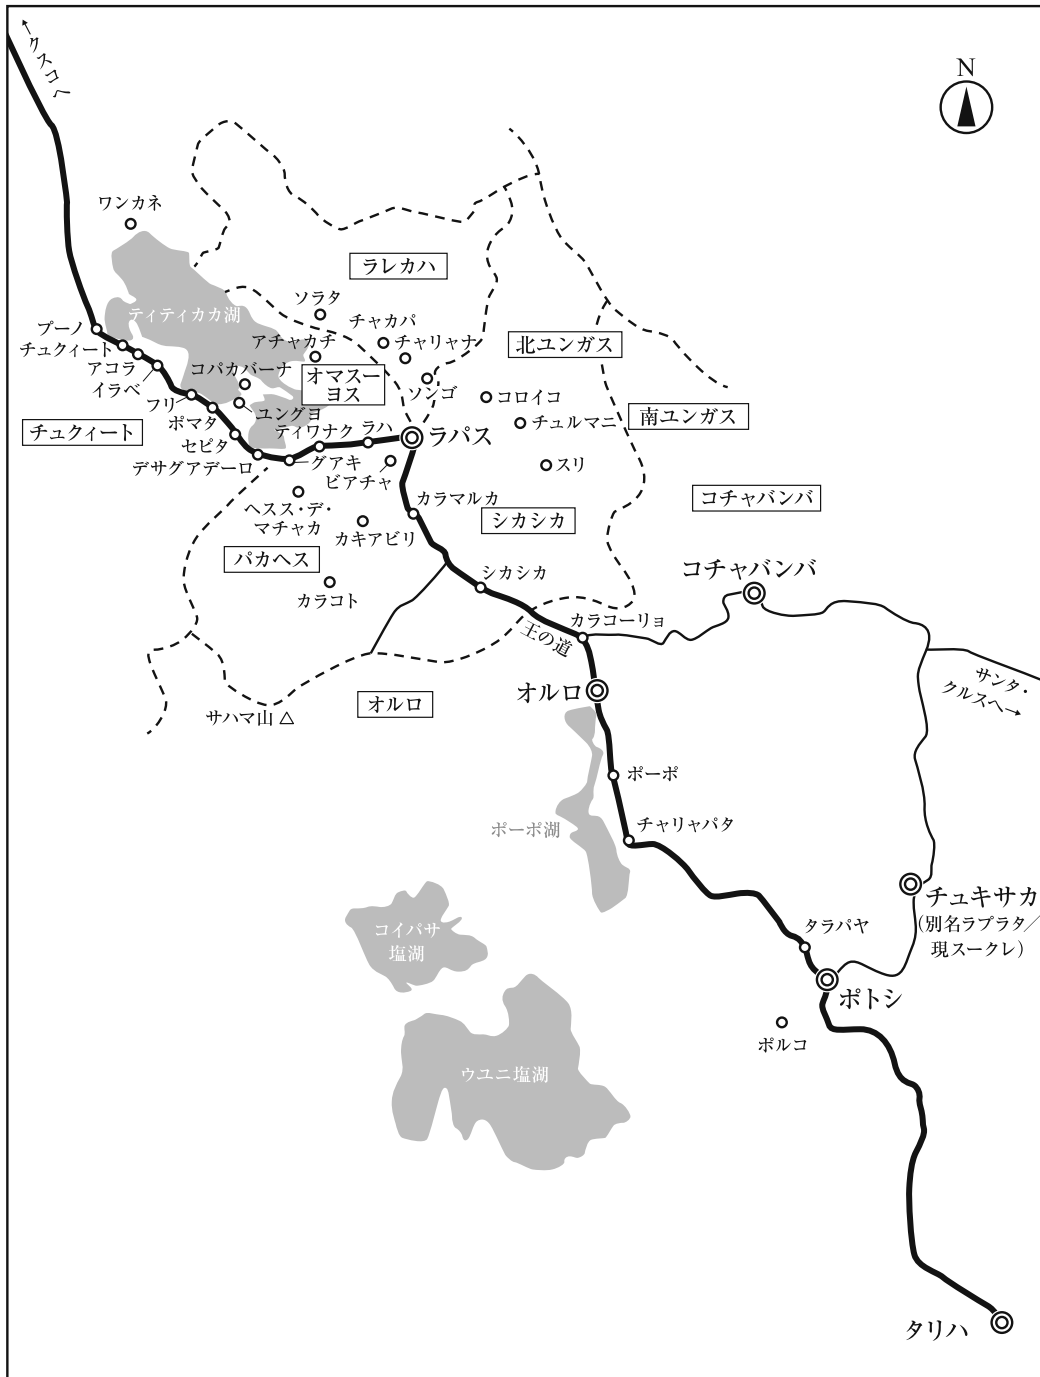 ←クスコへ
N
ワンカネ
ラレカハ
ティティカカ湖
ソラタ
チャカパ
プーノ
チュクィート
アチャカチ
チャリャナ
北ユンガス
アコラ
コパカバーナ
オマスー
ヨス
イラベ
ソンゴ
コロイコ
フリ
ユングヨ
南ユンガス
ポマタ
チュルマニ
チュクィート
ティワナク
ラハ
ラパス
セピタ
デサグアデーロ
グアキ
スリ
ビアチャ
コチャバンバ
ヘスス・デ・
マチャカ
カラマルカ
カキアビリ
シカシカ
パカヘス
シカシカ
コチャバンバ
カラコト
カラコーリョ
王の道
サンタ・
クルスへ→
オルロ
オルロ
サハマ山 △
ポーポ
ポーポ湖
チャリャパタ
チュキサカ
(別名ラプラタ／
現スークレ)
コイパサ
塩湖
タラパヤ
ポトシ
ポルコ
ウユニ塩湖
タリハ